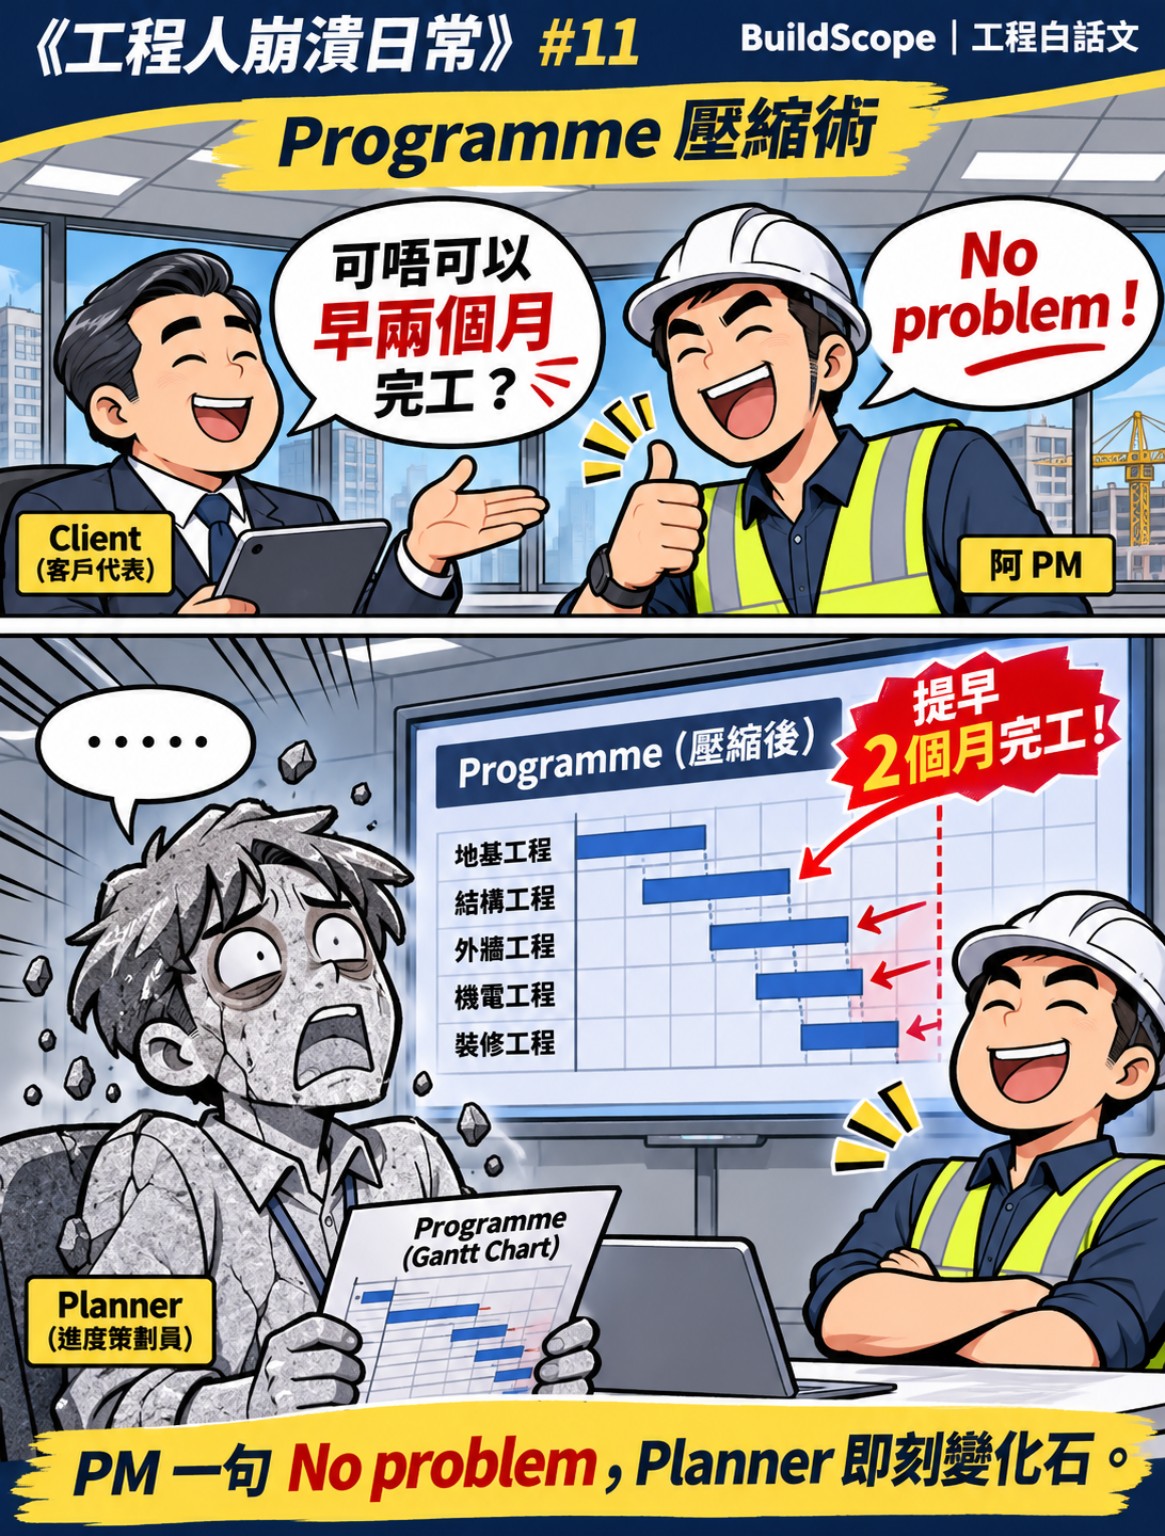 《工程人崩潰日常》 #11
BuildScope｜工程白話文
Programme 壓縮術
可唔可以
早兩個月
完工？
No
problem！
Client
(客戶代表)
阿 PM
.....
Programme (壓縮後)
提早
2個月完工！
地基工程
結構工程
外牆工程
機電工程
裝修工程
Programme
(Gantt Chart)
Planner
(進度策劃員)
PM 一句 No problem，Planner 即刻變化石。